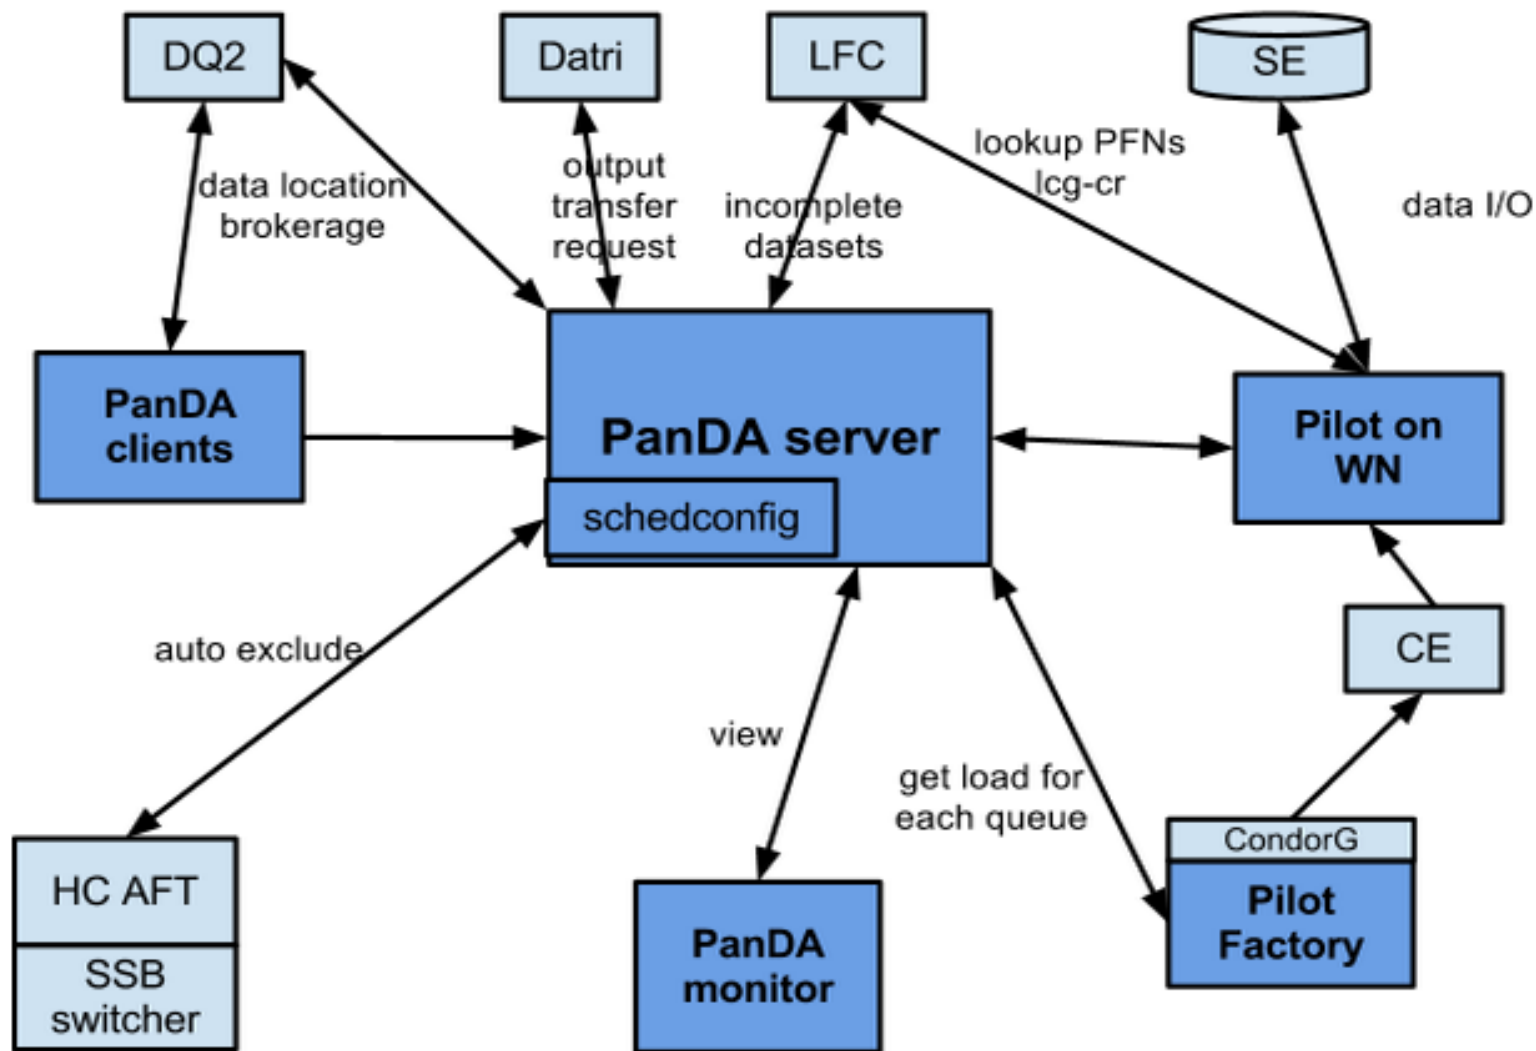 DQ2
Datri
LFC
SE
data location
brokerage
output
transfer
request
incomplete
datasets
lookup PFNs
lcg-cr
data I/O
PanDA
clients
PanDA server
schedconfig
Pilot on
WN
auto exclude
view
get load for
each queue
CE
HC AFT
SSB
switcher
PanDA
monitor
CondorG
Pilot
Factory